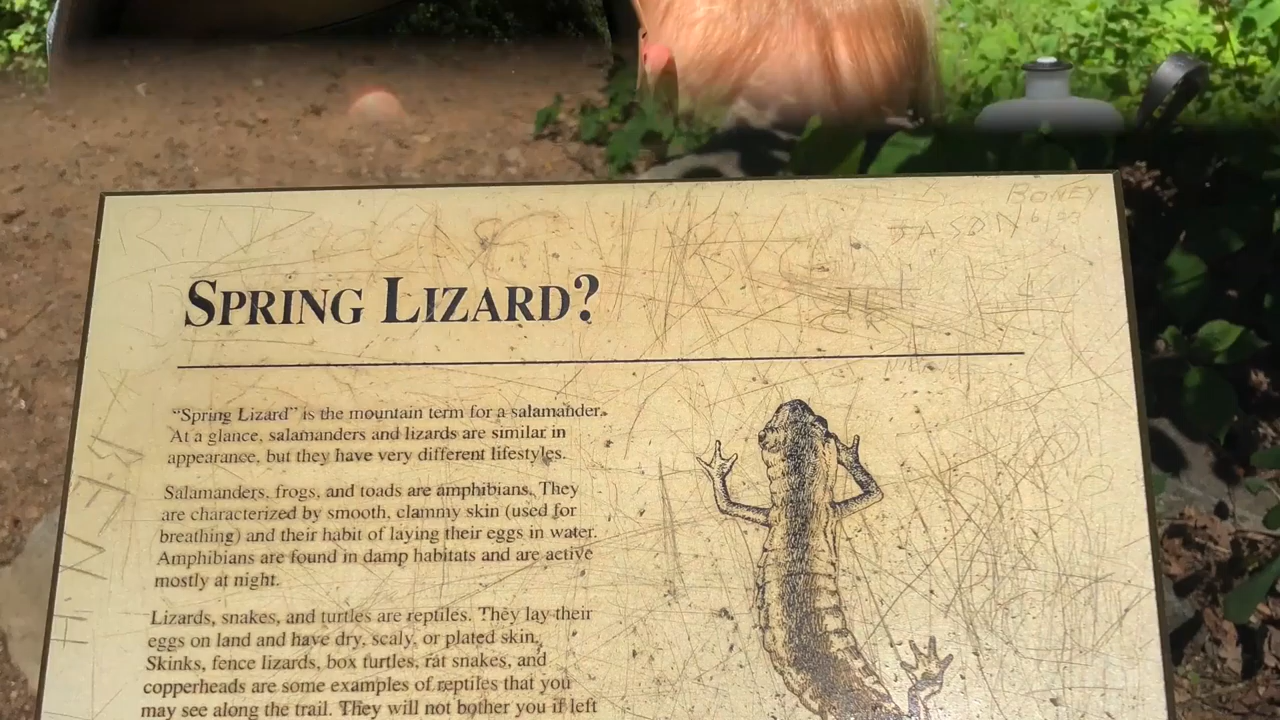 BONEY
JASON
SPRING LIZARD?
"Spring Lizard" is the mountain term for a salamander.
At a glance, salamanders and lizards are similar in
appearance, but they have very different lifestyles.
Salamanders, frogs, and toads are amphibians. They
are characterized by smooth, clammy skin (used for
breathing) and their habit of laying their eggs in water.
Amphibians are found in damp habitats and are active
mostly at night.
Lizards, snakes, and turtles are reptiles. They lay their
eggs on land and have dry, scaly, or plated skin.
Skinks, fence lizards, box turtles, rat snakes, and
copperheads are some examples of reptiles that you
may see along the trail. They will not bother you if left